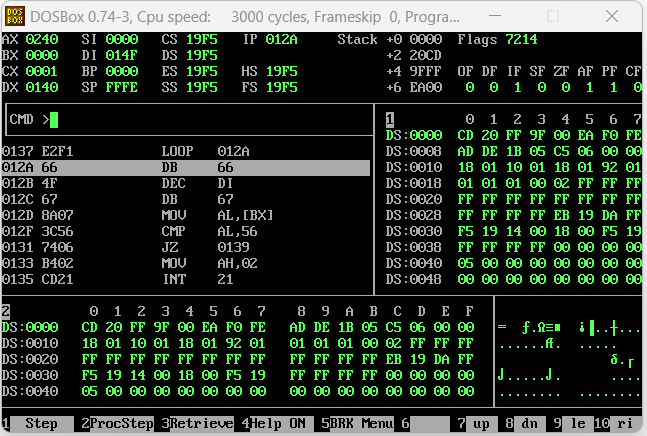 DOSBox 0.74-3, Cpu speed: 3000 cycles, Frameskip 0, Progra...
AX 0240 SI 0000 CS 19F5 IP 012A Stack +0 0000 Flags 7214
BX 0000 DI 014F DS 19F5 +2 20CD
CX 0001 BP 0000 ES 19F5 HS 19F5 +4 9FFF OF DF IF SF ZF AF PF CF
DX 0140 SP FFFE SS 19F5 FS 19F5 +6 EA00 0 0 1 0 0 1 1 0
CMD > 1 0 1 2 3 4 5 6 7
DS:0000 CD 20 FF 9F 00 EA F0 FE
DS:0008 AD DE 1B 05 C5 06 00 00
0137 E2F1 LOOP 012A DS:0010 18 01 10 01 18 01 92 01
012A 66 DB 66 DS:0018 01 01 01 00 02 FF FF FF
012B 4F DEC DI DS:0020 FF FF FF FF FF FF FF FF
012C 67 DB 67 DS:0028 FF FF FF FF EB 19 DA FF
012D 8A07 MOV AL,[BX] DS:0030 F5 19 14 00 18 00 F5 19
012F 3C56 CMP AL,56 DS:0038 FF FF FF FF 00 00 00 00
0131 7406 JZ 0139 DS:0040 05 00 00 00 00 00 00 00
0133 B402 MOV AH,02 DS:0048 00 00 00 00 00 00 00 00
0135 CD21 INT 21
2 0 1 2 3 4 5 6 7 8 9 A B C D E F
DS:0000 CD 20 FF 9F 00 EA F0 FE AD DE 1B 05 C5 06 00 00
DS:0010 18 01 10 01 18 01 92 01 01 01 01 00 02 FF FF FF
DS:0020 FF FF FF FF FF FF FF FF FF FF FF FF EB 19 DA FF
DS:0030 F5 19 14 00 18 00 F5 19 FF FF FF FF 00 00 00 00
DS:0040 05 00 00 00 00 00 00 00 00 00 00 00 00 00 00 00
1 Step 2ProcStep 3Retrieve 4Help ON 5BRK Menu 6 7 up 8 dn 9 le 10 ri